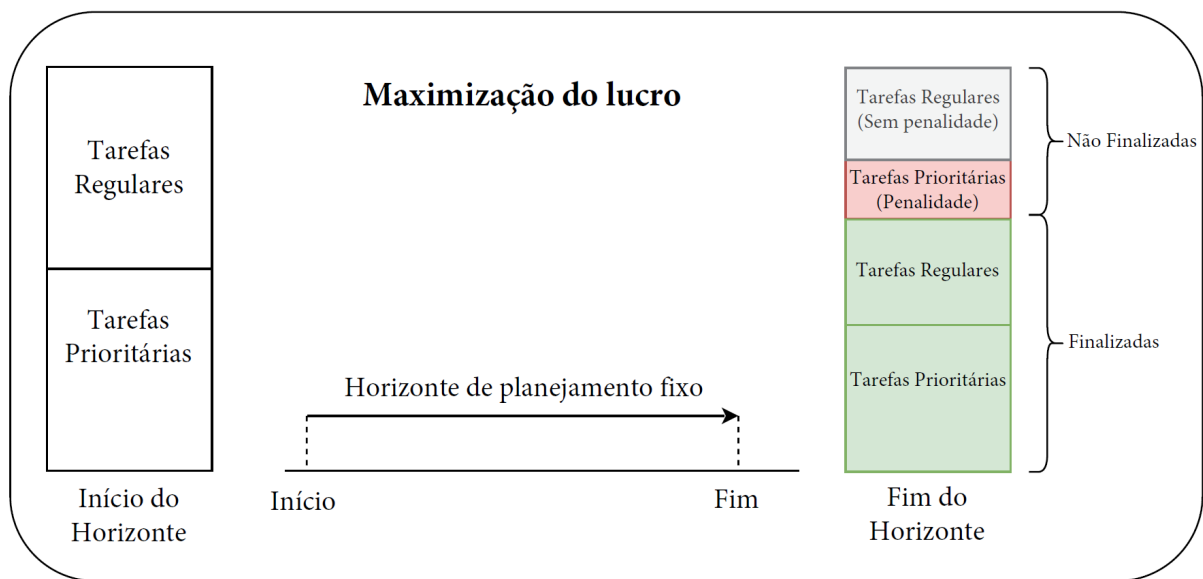 Maximização do lucro
Tarefas
Regulares
Tarefas
Prioritárias
Início do
Horizonte
Horizonte de planejamento fixo
Início
Fim
Tarefas Regulares
(Sem penalidade)
Tarefas Prioritárias
(Penalidade)
Tarefas Regulares
Tarefas Prioritárias
Fim do
Horizonte
Não Finalizadas
Finalizadas